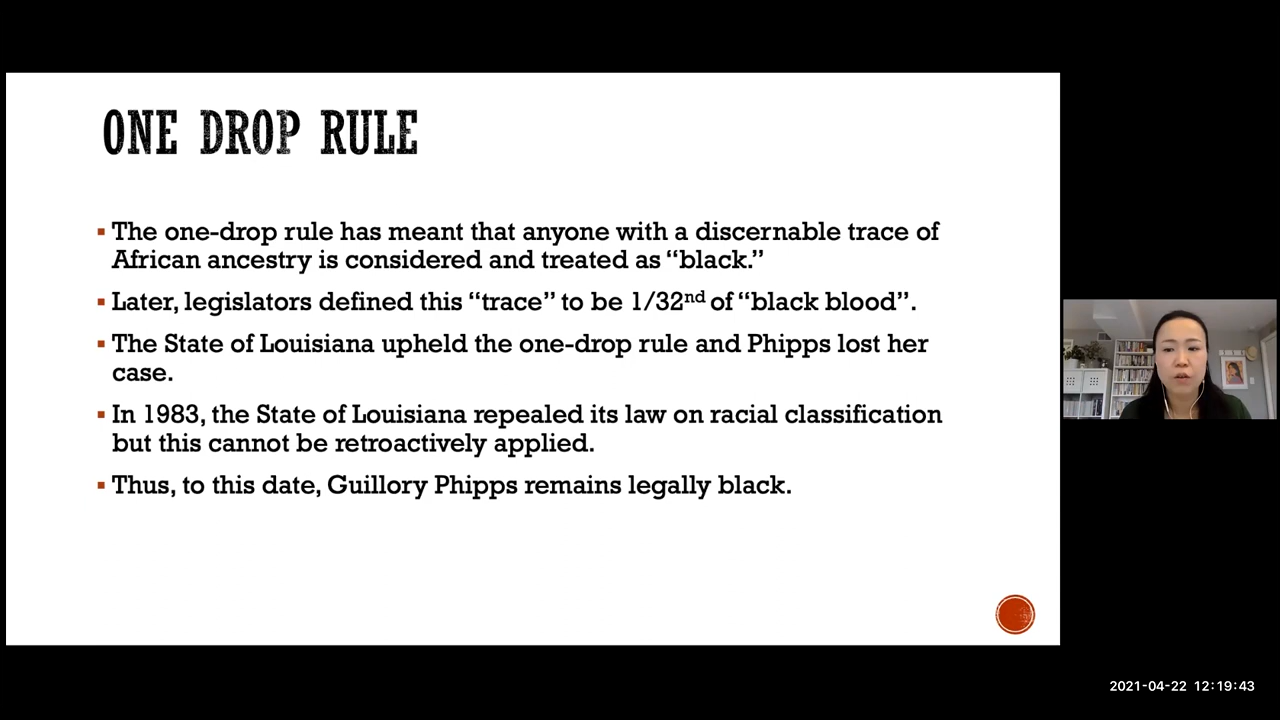 ONE DROP RULE
▪ The one-drop rule has meant that anyone with a discernable trace of
African ancestry is considered and treated as “black.”
▪ Later, legislators defined this “trace” to be 1/32nd of “black blood”.
▪ The State of Louisiana upheld the one-drop rule and Phipps lost her
case.
▪ In 1983, the State of Louisiana repealed its law on racial classification
but this cannot be retroactively applied.
▪ Thus, to this date, Guillory Phipps remains legally black.
2021-04-22 12:19:43